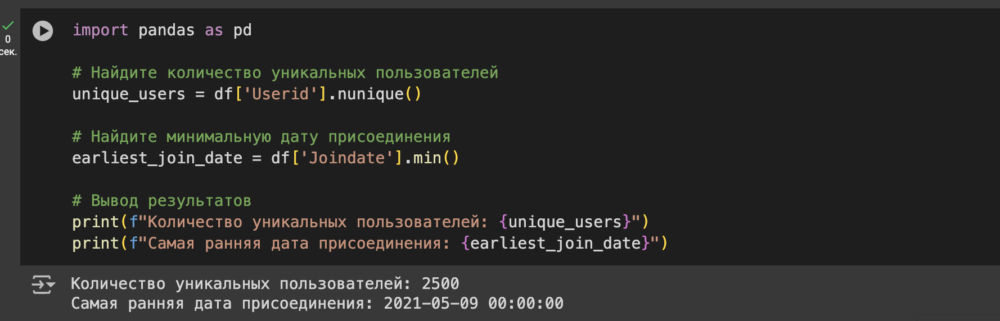 import pandas as pd
0
сек.
# Найдите количество уникальных пользователей
unique_users = df['Userid'].nunique()
# Найдите минимальную дату присоединения
earliest_join_date = df['Joindate'].min()
# Вывод результатов
print(f"Количество уникальных пользователей: {unique_users}")
print(f"Самая ранняя дата присоединения: {earliest_join_date}")
Количество уникальных пользователей: 2500
Самая ранняя дата присоединения: 2021-05-09 00:00:00